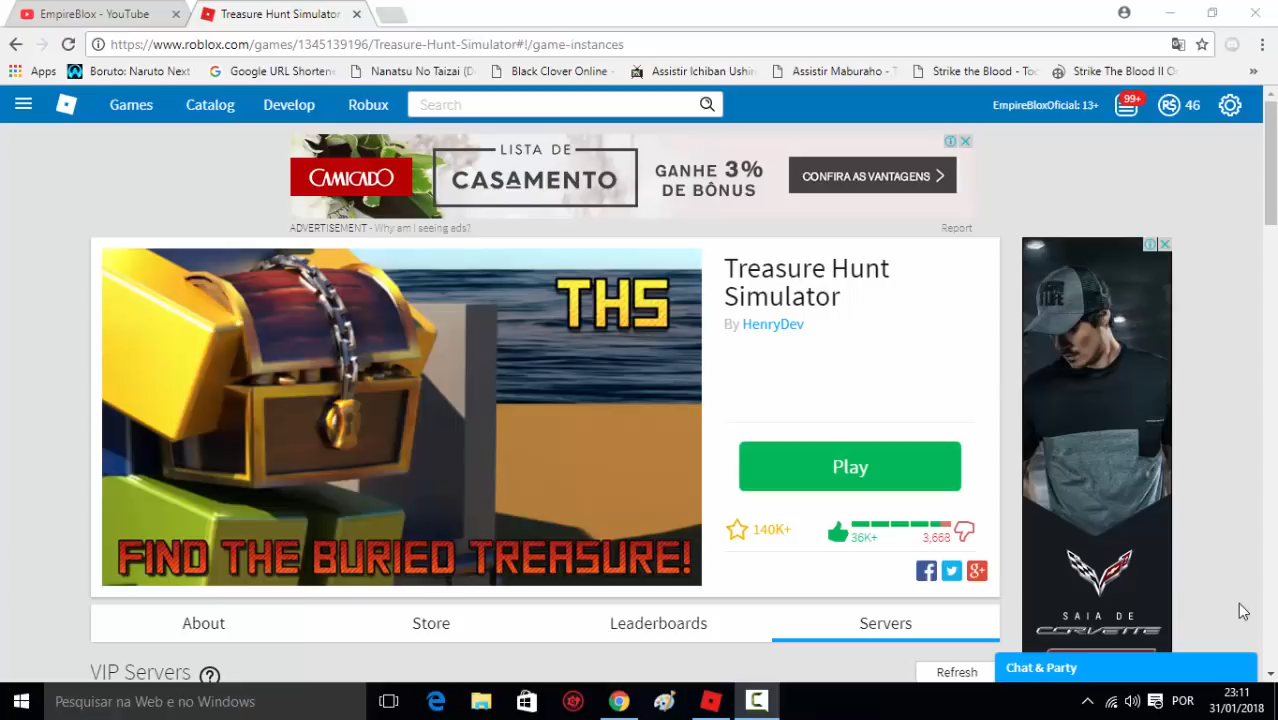 EmpireBlox - YouTube
Treasure Hunt Simulator
https://www.roblox.com/games/1345139196/Treasure-Hunt-Simulator#!/game-instances
Apps
Boruto: Naruto Next
Google URL Shortene
Nanatsu No Taizai (D
Black Clover Online -
Assistir Ichiban Ushir
Assistir Maburaho - T
Strike the Blood - Too
Strike The Blood II O
»
Games
Catalog
Develop
Robux
Search
EmpireBloxOficial: 13+
99+
R$ 46
CAMICADO
LISTA DE
CASAMENTO
GANHE 3%
DE BÔNUS
CONFIRA AS VANTAGENS
ADVERTISEMENT - Why am I seeing ads?
Report
THS
FIND THE BURIED TREASURE!
Treasure Hunt
Simulator
By HenryDev
Play
140K+
36K+
3,668
About
Store
Leaderboards
Servers
VIP Servers
Refresh
SAIA DE
CORVETTE
Chat & Party
Pesquisar na Web e no Windows
POR
23:11
31/01/2018